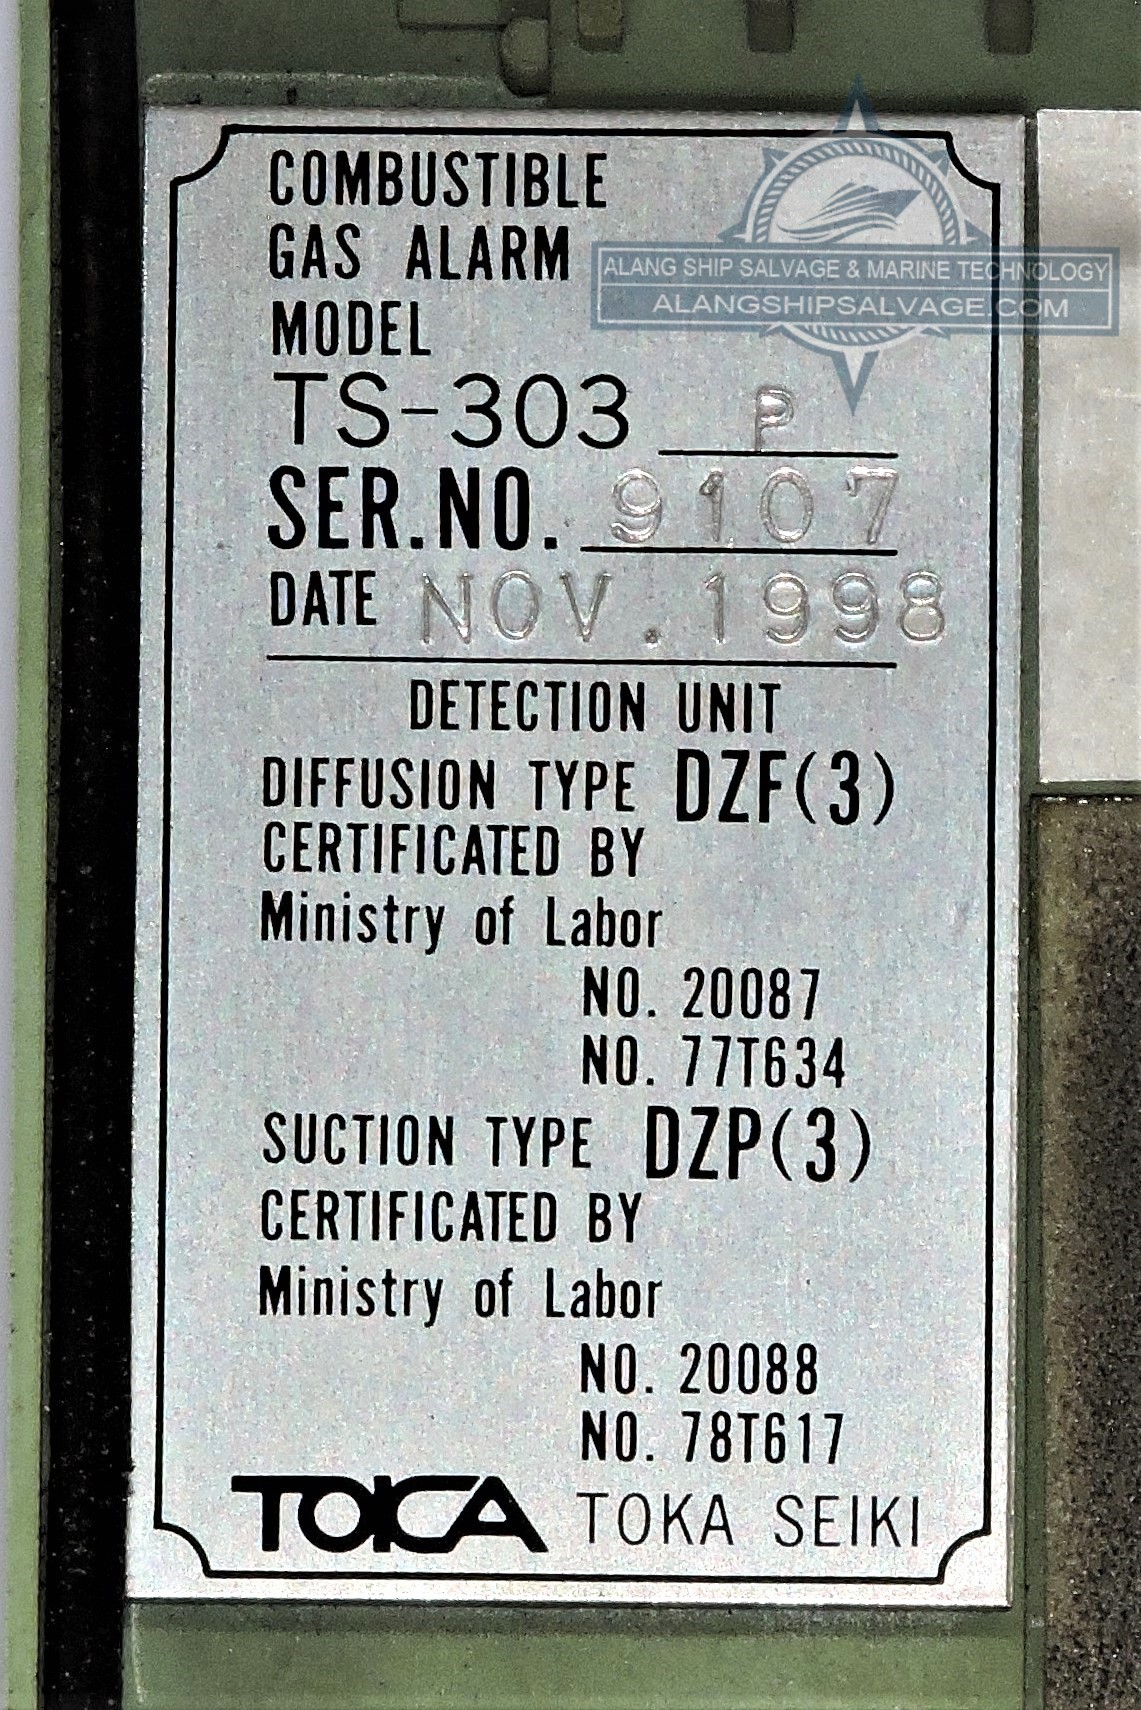 COMBUSTIBLE
GAS ALARM
MODEL
TS-303 P
SER.NO. 9107
DATE NOV.1998
DETECTION UNIT
DIFFUSION TYPE DZF(3)
CERTIFICATED BY
Ministry of Labor
NO. 20087
NO. 77T634
SUCTION TYPE DZP(3)
CERTIFICATED BY
Ministry of Labor
NO. 20088
NO. 78T617
TOKA TOKA SEIKI
ALANG SHIP SALVAGE & MARINE TECHNOLOGY
ALANGSHIPSALVAGE.COM